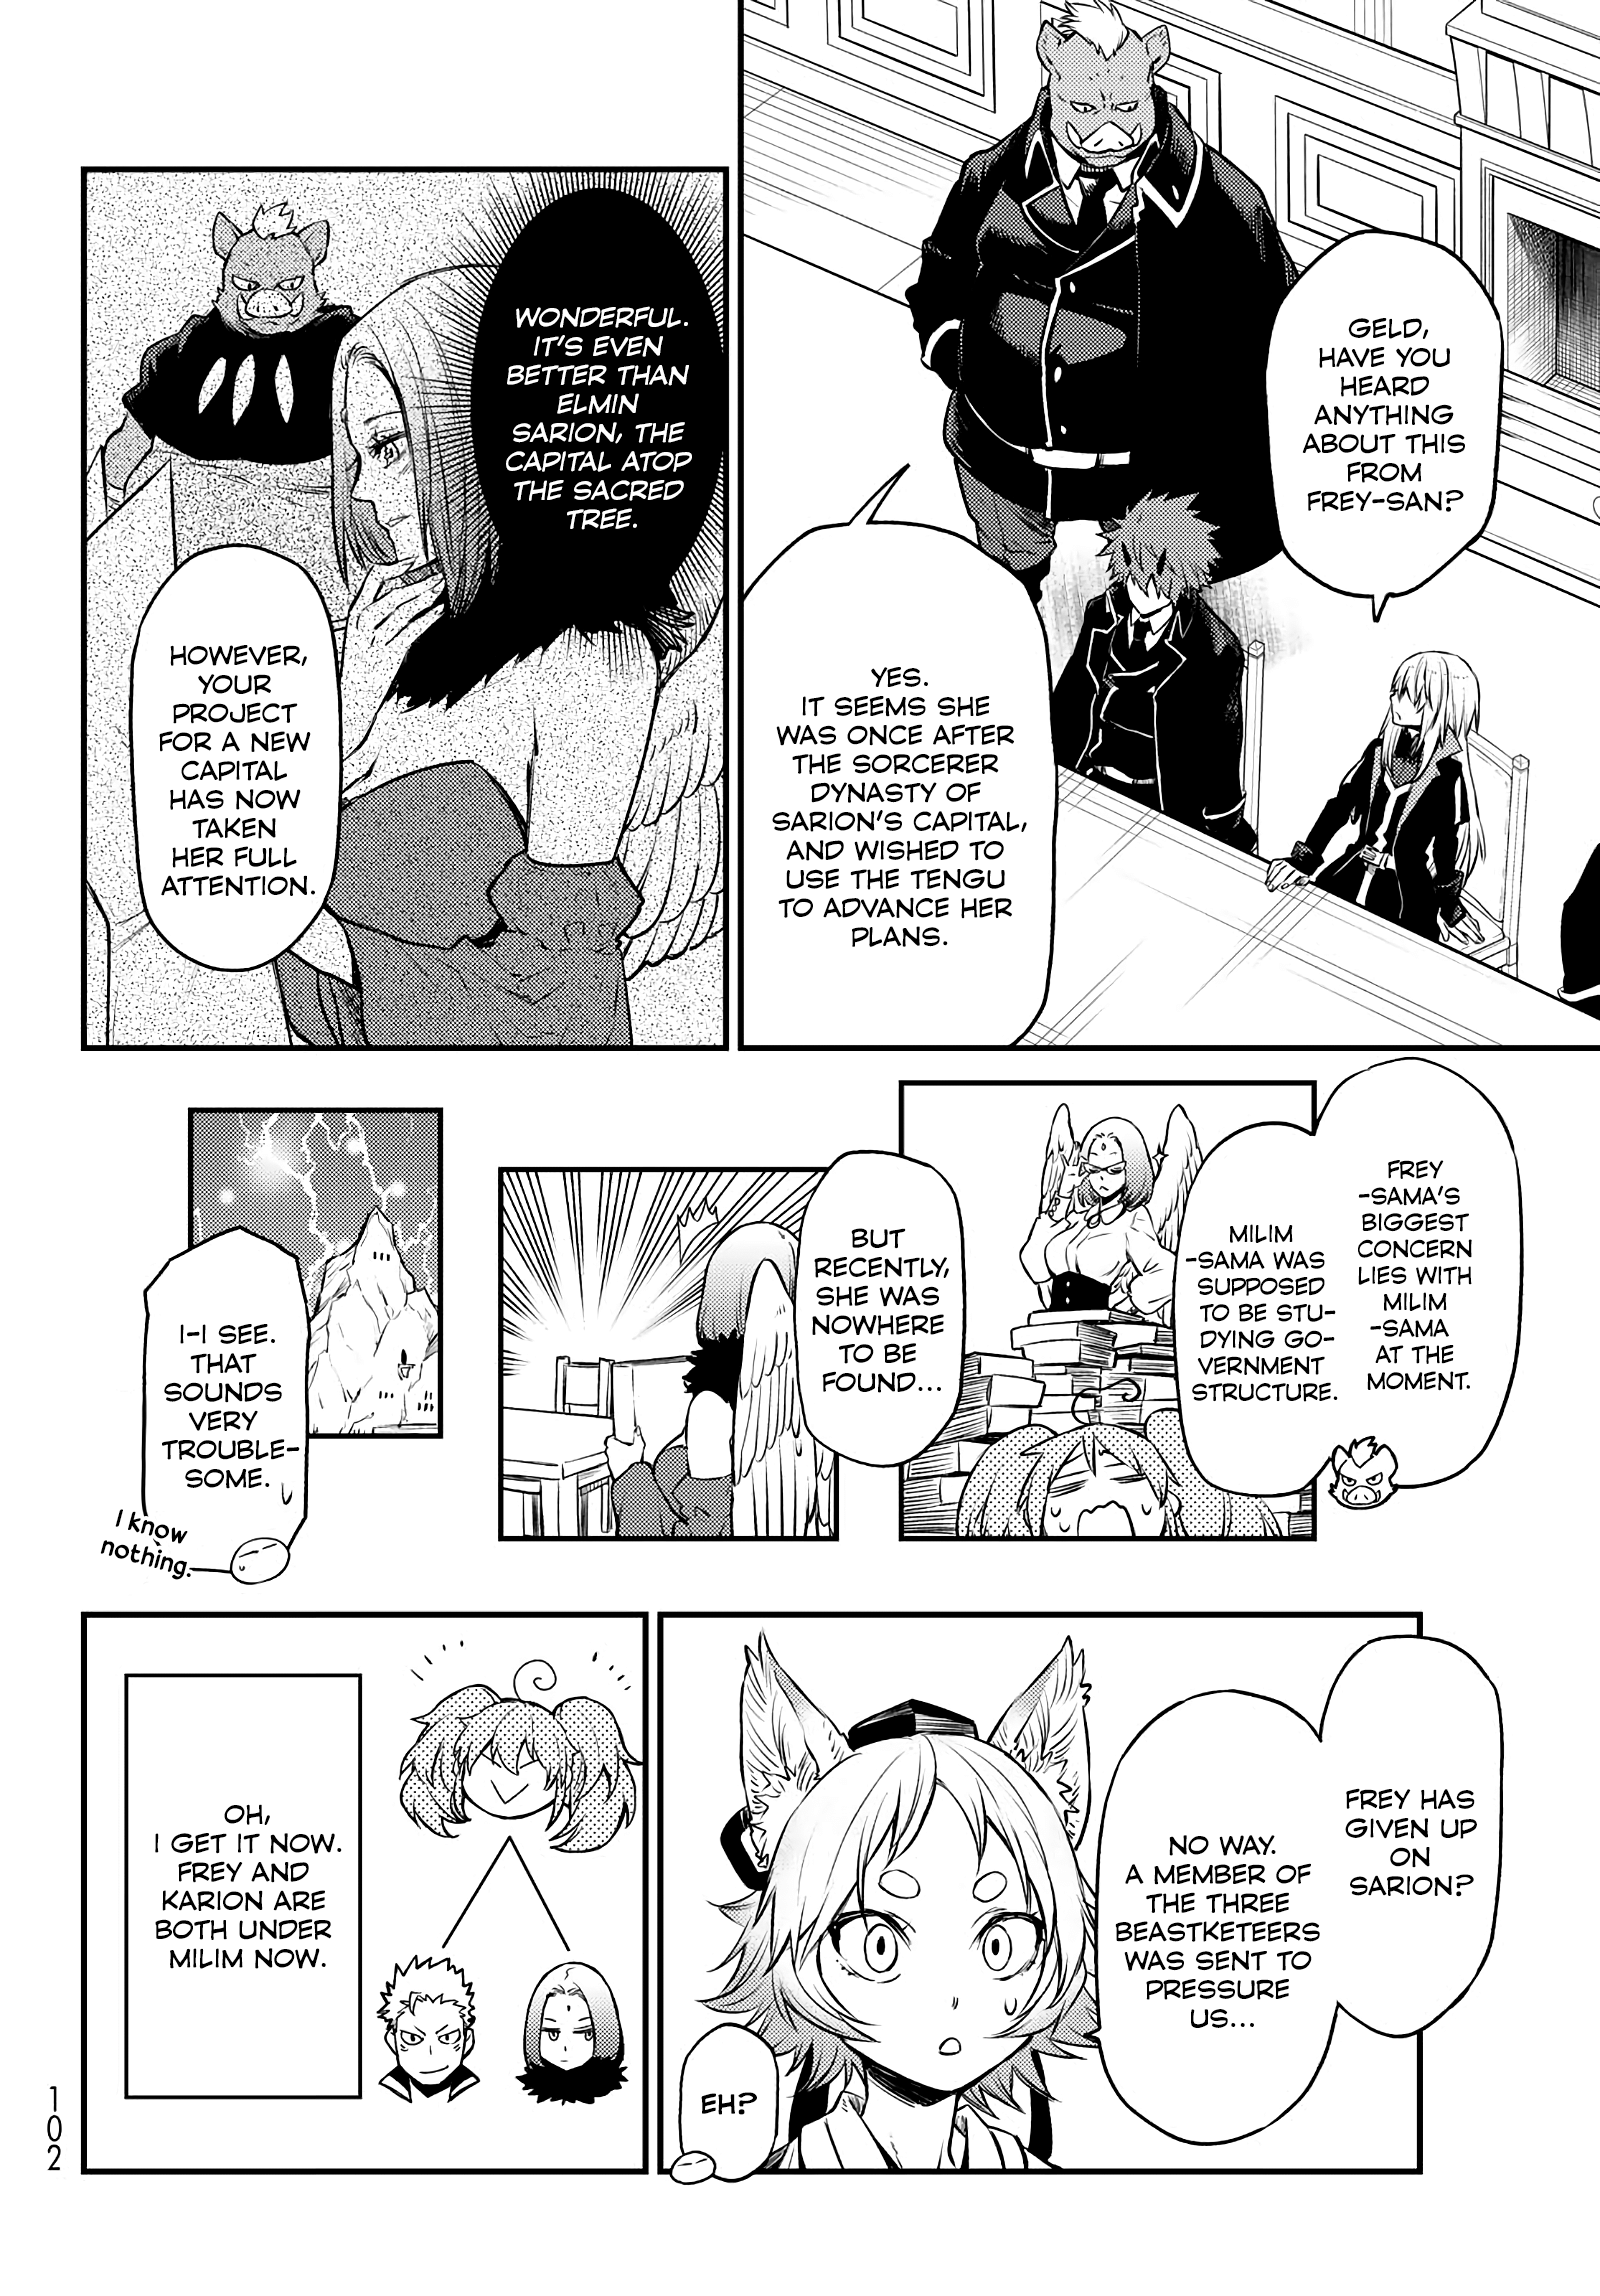 GELD,
HAVE YOU
HEARD
ANYTHING
ABOUT THIS
FROM
FREY-SAN?
YES.
IT SEEMS SHE
WAS ONCE AFTER
THE SORCERER
DYNASTY OF
SARION'S CAPITAL,
AND WISHED TO
USE THE TENGU
TO ADVANCE HER
PLANS.
WONDERFUL.
IT'S EVEN
BETTER THAN
ELMIN
SARION, THE
CAPITAL ATOP
THE SACRED
TREE.
HOWEVER,
YOUR
PROJECT
FOR A NEW
CAPITAL
HAS NOW
TAKEN
HER FULL
ATTENTION.
FREY
-SAMA'S
BIGGEST
CONCERN
LIES WITH
MILIM
-SAMA
AT THE
MOMENT.
MILIM
-SAMA WAS
SUPPOSED
TO BE STU-
DYING GO-
VERNMENT
STRUCTURE.
BUT
RECENTLY,
SHE WAS
NOWHERE
TO BE
FOUND...
I-I SEE.
THAT
SOUNDS
VERY
TROUBLE-
SOME.
I know
nothing.
FREY HAS
GIVEN UP
ON
SARION?
NO WAY.
A MEMBER OF
THE THREE
BEASTKETEERS
WAS SENT TO
PRESSURE
US...
EH?
OH,
I GET IT NOW.
FREY AND
KARION ARE
BOTH UNDER
MILIM NOW.
102